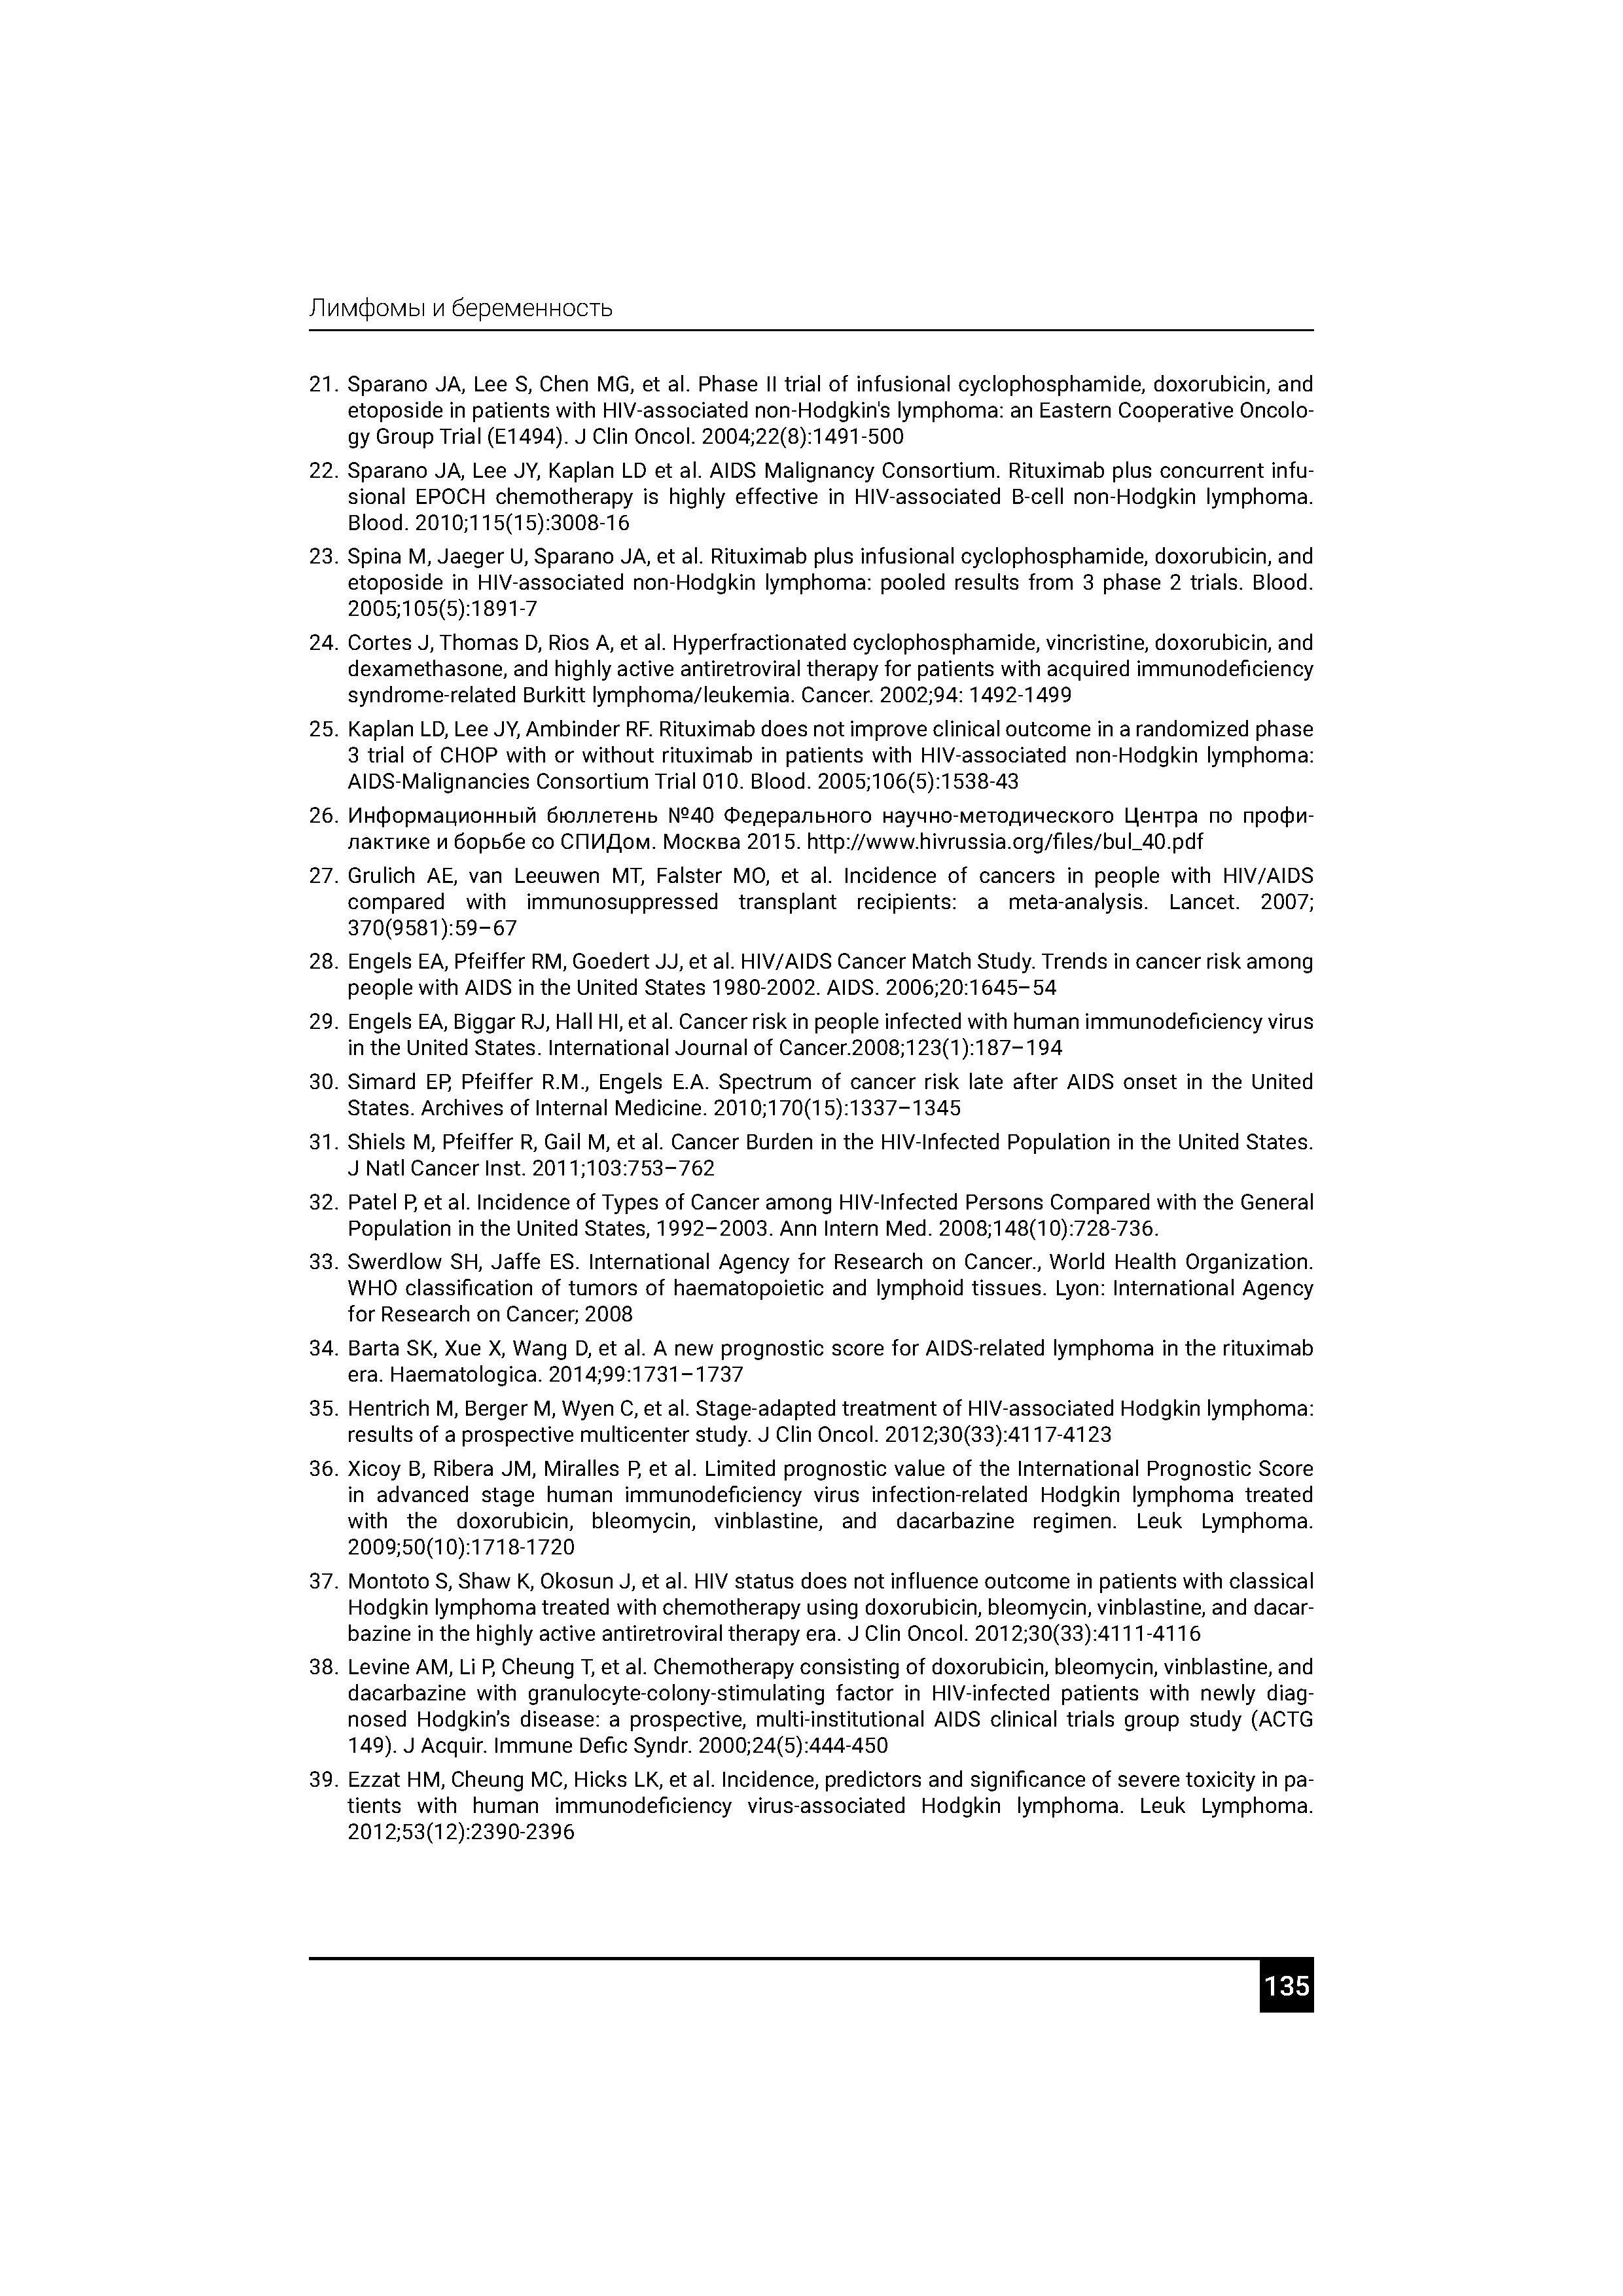 Лимфомы и беременность
21. Sparano JA, Lee S, Chen MG, et al. Phase II trial of infusional cyclophosphamide, doxorubicin, and
etoposide in patients with HIV-associated non-Hodgkin's lymphoma: an Eastern Cooperative Oncolo-
gy Group Trial (E1494). J Clin Oncol. 2004;22(8):1491-500
22. Sparano JA, Lee JY, Kaplan LD et al. AIDS Malignancy Consortium. Rituximab plus concurrent infu-
sional EPOCH chemotherapy is highly effective in HIV-associated B-cell non-Hodgkin lymphoma.
Blood. 2010;115(15):3008-16
23. Spina M, Jaeger U, Sparano JA, et al. Rituximab plus infusional cyclophosphamide, doxorubicin, and
etoposide in HIV-associated non-Hodgkin lymphoma: pooled results from 3 phase 2 trials. Blood.
2005;105(5):1891-7
24. Cortes J, Thomas D, Rios A, et al. Hyperfractionated cyclophosphamide, vincristine, doxorubicin, and
dexamethasone, and highly active antiretroviral therapy for patients with acquired immunodeficiency
syndrome-related Burkitt lymphoma/leukemia. Cancer. 2002;94: 1492-1499
25. Kaplan LD, Lee JY, Ambinder RF. Rituximab does not improve clinical outcome in a randomized phase
3 trial of CHOP with or without rituximab in patients with HIV-associated non-Hodgkin lymphoma:
AIDS-Malignancies Consortium Trial 010. Blood. 2005;106(5):1538-43
26. Информационный бюллетень №40 Федерального научно-методического Центра по профи-
лактике и борьбе со СПИДом. Москва 2015. http://www.hivrussia.org/files/bul_40.pdf
27. Grulich AE, van Leeuwen MT, Falster MO, et al. Incidence of cancers in people with HIV/AIDS
compared with immunosuppressed transplant recipients: a meta-analysis. Lancet. 2007;
370(9581):59–67
28. Engels EA, Pfeiffer RM, Goedert JJ, et al. HIV/AIDS Cancer Match Study. Trends in cancer risk among
people with AIDS in the United States 1980-2002. AIDS. 2006;20:1645–54
29. Engels EA, Biggar RJ, Hall HI, et al. Cancer risk in people infected with human immunodeficiency virus
in the United States. International Journal of Cancer.2008;123(1):187–194
30. Simard EP, Pfeiffer R.M., Engels E.A. Spectrum of cancer risk late after AIDS onset in the United
States. Archives of Internal Medicine. 2010;170(15):1337–1345
31. Shiels M, Pfeiffer R, Gail M, et al. Cancer Burden in the HIV-Infected Population in the United States.
J Natl Cancer Inst. 2011;103:753–762
32. Patel P, et al. Incidence of Types of Cancer among HIV-Infected Persons Compared with the General
Population in the United States, 1992–2003. Ann Intern Med. 2008;148(10):728-736.
33. Swerdlow SH, Jaffe ES. International Agency for Research on Cancer., World Health Organization.
WHO classification of tumors of haematopoietic and lymphoid tissues. Lyon: International Agency
for Research on Cancer; 2008
34. Barta SK, Xue X, Wang D, et al. A new prognostic score for AIDS-related lymphoma in the rituximab
era. Haematologica. 2014;99:1731–1737
35. Hentrich M, Berger M, Wyen C, et al. Stage-adapted treatment of HIV-associated Hodgkin lymphoma:
results of a prospective multicenter study. J Clin Oncol. 2012;30(33):4117-4123
36. Xicoy B, Ribera JM, Miralles P, et al. Limited prognostic value of the International Prognostic Score
in advanced stage human immunodeficiency virus infection-related Hodgkin lymphoma treated
with the doxorubicin, bleomycin, vinblastine, and dacarbazine regimen. Leuk Lymphoma.
2009;50(10):1718-1720
37. Montoto S, Shaw K, Okosun J, et al. HIV status does not influence outcome in patients with classical
Hodgkin lymphoma treated with chemotherapy using doxorubicin, bleomycin, vinblastine, and dacar-
bazine in the highly active antiretroviral therapy era. J Clin Oncol. 2012;30(33):4111-4116
38. Levine AM, Li P, Cheung T, et al. Chemotherapy consisting of doxorubicin, bleomycin, vinblastine, and
dacarbazine with granulocyte-colony-stimulating factor in HIV-infected patients with newly diag-
nosed Hodgkin's disease: a prospective, multi-institutional AIDS clinical trials group study (ACTG
149). J Acquir. Immune Defic Syndr. 2000;24(5):444-450
39. Ezzat HM, Cheung MC, Hicks LK, et al. Incidence, predictors and significance of severe toxicity in pa-
tients with human immunodeficiency virus-associated Hodgkin lymphoma. Leuk Lymphoma.
2012;53(12):2390-2396
135